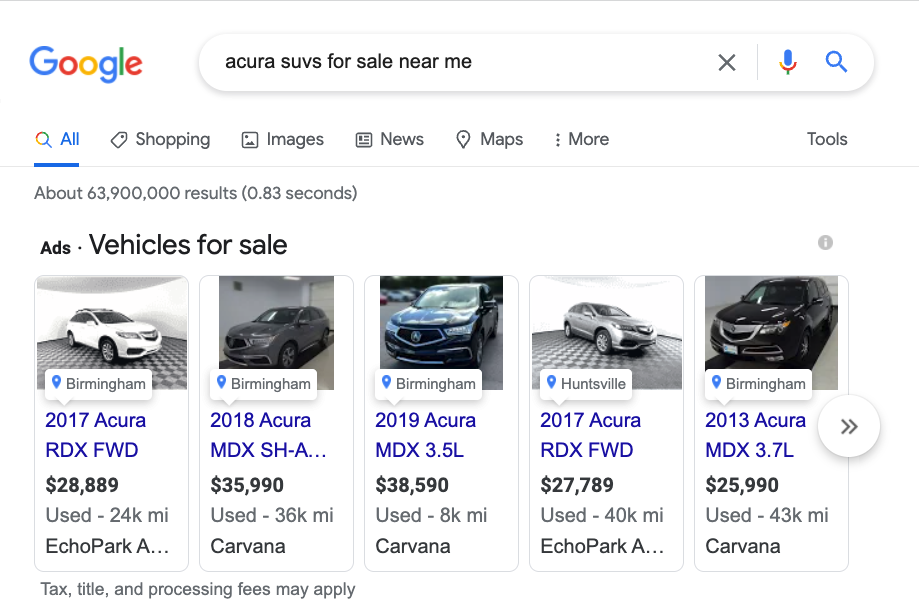 Google
acura suvs for sale near me
All
Shopping
Images
News
Maps
More
Tools
About 63,900,000 results (0.83 seconds)
Ads · Vehicles for sale
Birmingham
2017 Acura
RDX FWD
$28,889
Used - 24k mi
EchoPark A...
Birmingham
2018 Acura
MDX SH-A...
$35,990
Used - 36k mi
Carvana
Birmingham
2019 Acura
MDX 3.5L
$38,590
Used - 8k mi
Carvana
Huntsville
2017 Acura
RDX FWD
$27,789
Used - 40k mi
EchoPark A...
Birmingham
2013 Acura
MDX 3.7L
$25,990
Used - 43k mi
Carvana
Tax, title, and processing fees may apply